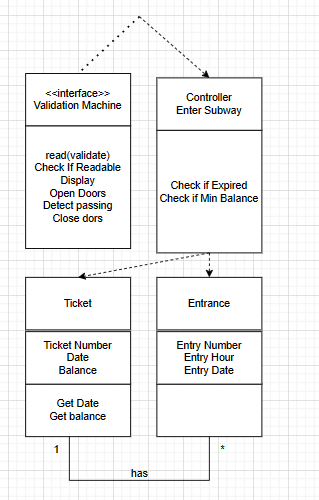 <<interface>>
Validation Machine
read(validate)
Check If Readable
Display
Open Doors
Detect passing
Close dors
Controller
Enter Subway
Check if Expired
Check if Min Balance
Ticket
Ticket Number
Date
Balance
Get Date
Get balance
Entrance
Entry Number
Entry Hour
Entry Date
1
*
has